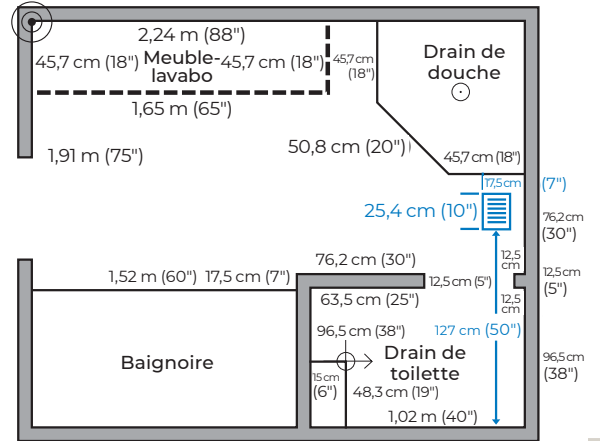 2,24 m (88")
45,7 cm (18") Meuble-lavabo 45,7 cm (18")
1,65 m (65")
45,7 cm
(18")
Drain de
douche
1,91 m (75")
50,8 cm (20")
45,7 cm (18")
17,5 cm (7")
25,4 cm (10")
76,2 cm
(30")
76,2 cm (30")
12,5
cm
1,52 m (60") 17,5 cm (7")
12,5 cm (5")
12,5 cm
(5")
63,5 cm (25")
12,5
cm
96,5 cm (38")
127 cm (50")
Baignoire
Drain de
toilette
96,5 cm
(38")
15 cm
(6")
48,3 cm (19")
1,02 m (40")